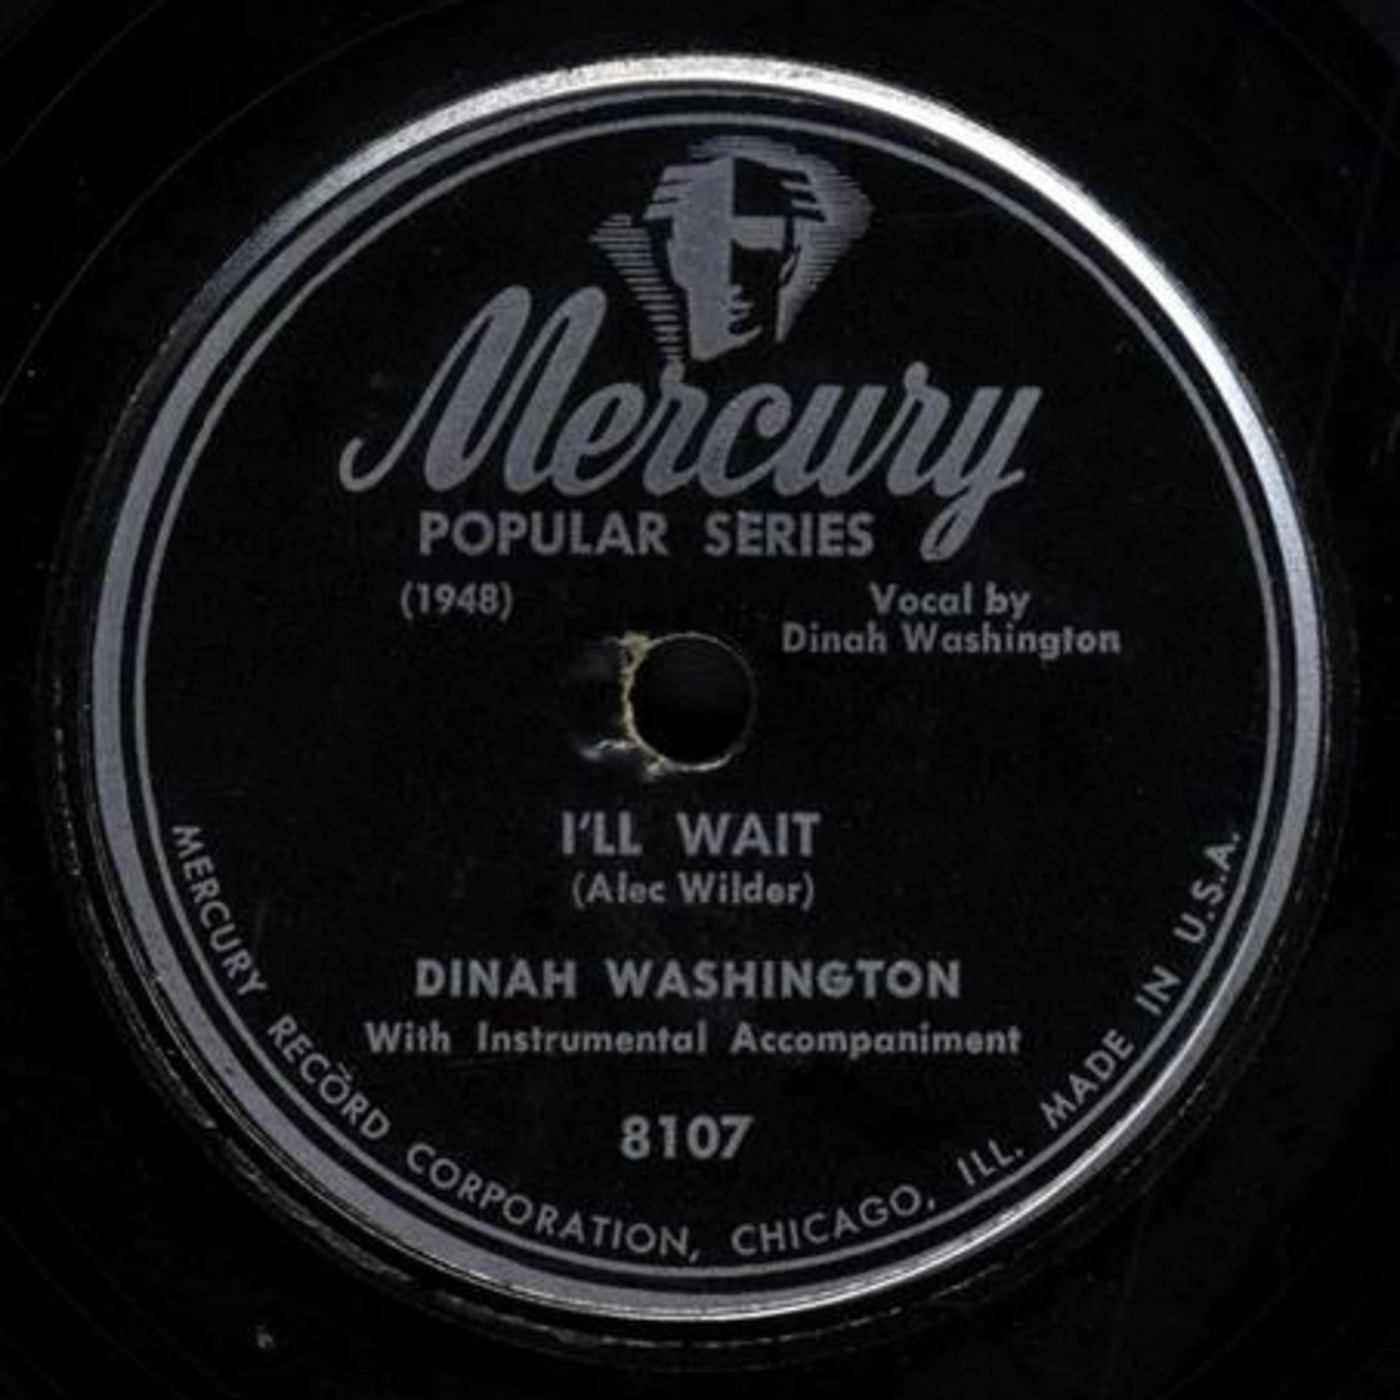 Mercury
POPULAR SERIES
(1948)
Vocal by
Dinah Washington
I'LL WAIT
(Alec Wilder)
DINAH WASHINGTON
With Instrumental Accompaniment
8107
MERCURY RECORD CORPORATION, CHICAGO, ILL. MADE IN U.S.A.